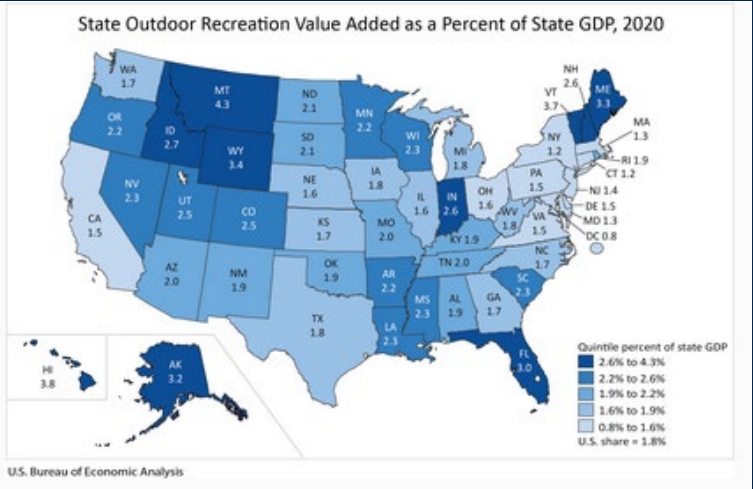 State Outdoor Recreation Value Added as a Percent of State GDP, 2020
WA
1.7
OR
2.2
CA
1.5
NV
2.3
ID
2.7
MT
4.3
WY
3.4
UT
2.5
CO
2.5
AZ
2.0
NM
1.9
ND
2.1
SD
2.1
NE
1.6
KS
1.7
OK
1.9
TX
1.8
MN
2.2
IA
1.8
MO
2.0
AR
2.2
LA
2.3
WI
2.3
IL
1.6
MI
1.8
IN
2.6
OH
1.6
KY 1.9
TN 2.0
MS
2.3
AL
1.9
GA
1.7
FL
3.0
SC
2.3
NC
1.7
VA
1.5
WV
1.8
PA
1.5
NY
1.2
VT
3.7
NH
2.6
ME
3.3
MA
1.3
RI 1.9
CT 1.2
NJ 1.4
DE 1.5
MD 1.3
DC 0.8
HI
3.8
AK
3.2
Quintile percent of state GDP
2.6% to 4.3%
2.2% to 2.6%
1.9% to 2.2%
1.6% to 1.9%
0.8% to 1.6%
U.S. share = 1.8%
U.S. Bureau of Economic Analysis